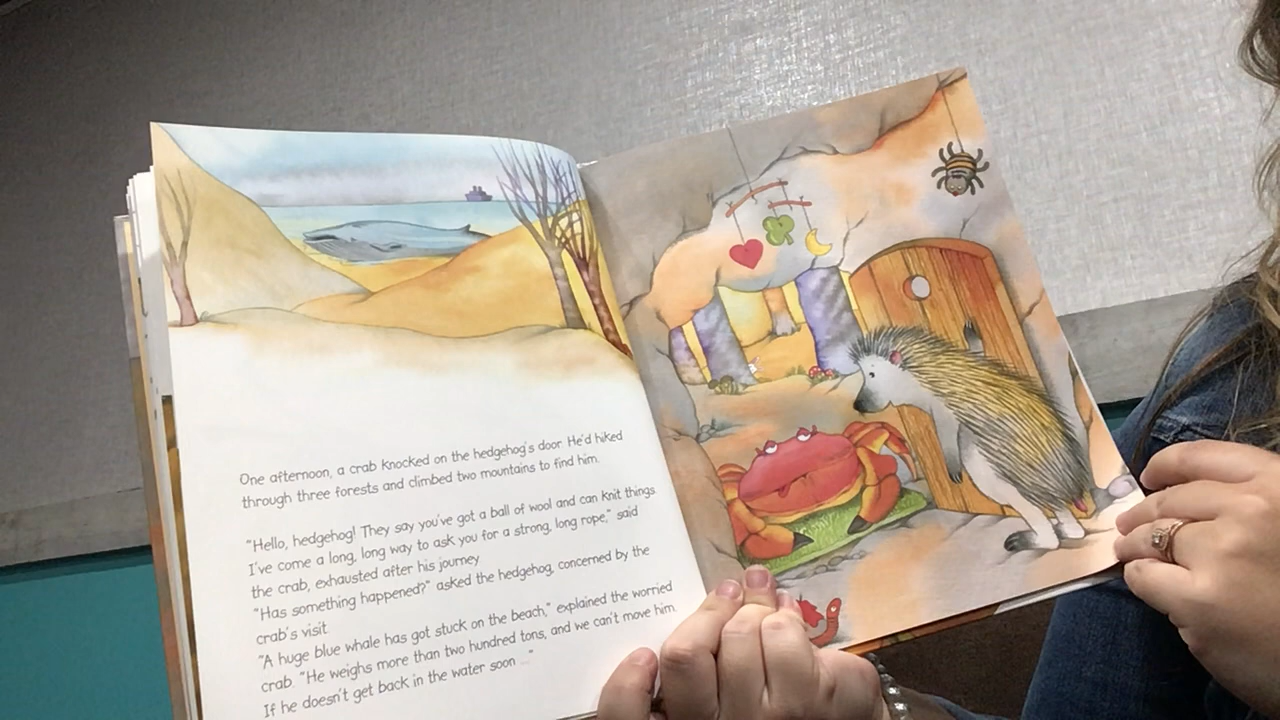 One afternoon, a crab knocked on the hedgehog's door. He'd hiked
through three forests and climbed two mountains to find him.
"Hello, hedgehog! They say you've got a ball of wool and can knit things.
I've come a long, long way to ask you for a strong, long rope," said
the crab, exhausted after his journey.
"Has something happened?" asked the hedgehog, concerned by the
crab's visit.
"A huge blue whale has got stuck on the beach," explained the worried
crab. "He weighs more than two hundred tons, and we can't move him.
If he doesn't get back in the water soon ..."